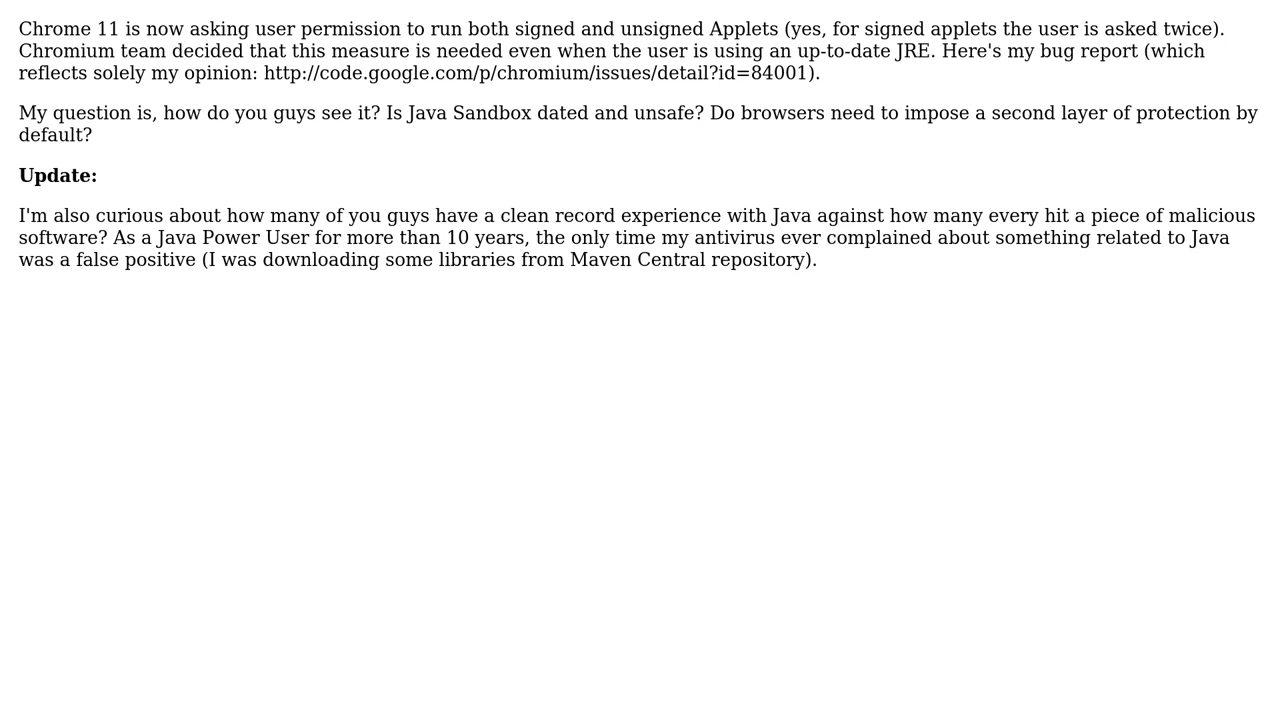 Chrome 11 is now asking user permission to run both signed and unsigned Applets (yes, for signed applets the user is asked twice).
Chromium team decided that this measure is needed even when the user is using an up-to-date JRE. Here's my bug report (which
reflects solely my opinion: http://code.google.com/p/chromium/issues/detail?id=84001).
My question is, how do you guys see it? Is Java Sandbox dated and unsafe? Do browsers need to impose a second layer of protection by
default?
Update:
I'm also curious about how many of you guys have a clean record experience with Java against how many every hit a piece of malicious
software? As a Java Power User for more than 10 years, the only time my antivirus ever complained about something related to Java
was a false positive (I was downloading some libraries from Maven Central repository).